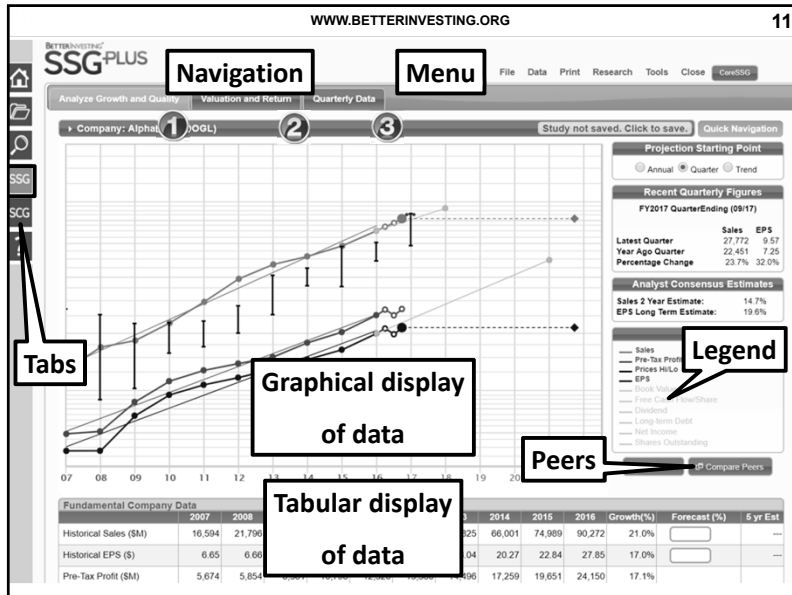 WWW.BETTERINVESTING.ORG
11
BETTERINVESTING®
SSG-PLUS
Navigation
Menu
File Data Print Research Tools Close CoreSSG
Analyze Growth and Quality Valuation and Return Quarterly Data
1 2 3
Company: Alpha OGL)
Study not saved. Click to save. Quick Navigation
SSG
SCG
?
Tabs
Projection Starting Point
Annual Quarter Trend
Recent Quarterly Figures
FY2017 QuarterEnding (09/17)
Sales EPS
Latest Quarter 27,772 9.57
Year Ago Quarter 22,451 7.25
Percentage Change 23.7% 32.0%
Analyst Consensus Estimates
Sales 2 Year Estimate: 14.7%
EPS Long Term Estimate: 19.6%
Legend
Sales
Pre-Tax Profit
Prices Hi/Lo
EPS
Book Value
Free Cash Flow/Share
Dividend
Long-term Debt
Net Income
Shares Outstanding
Graphical display
of data
Peers
Compare Peers
07 08 09 10 11 12 13 14 15 16 17 18 19 20
Tabular display
of data
Fundamental Company Data
2007 2008 2014 2015 2016 Growth(%) Forecast (%) 5 yr Est
Historical Sales ($M) 16,594 21,796 825 66,001 74,989 90,272 21.0% ---
Historical EPS ($) 6.65 6.66 .04 20.27 22.84 27.85 17.0% ---
Pre-Tax Profit ($M) 5,674 5,854 17,259 19,651 24,150 17.1%